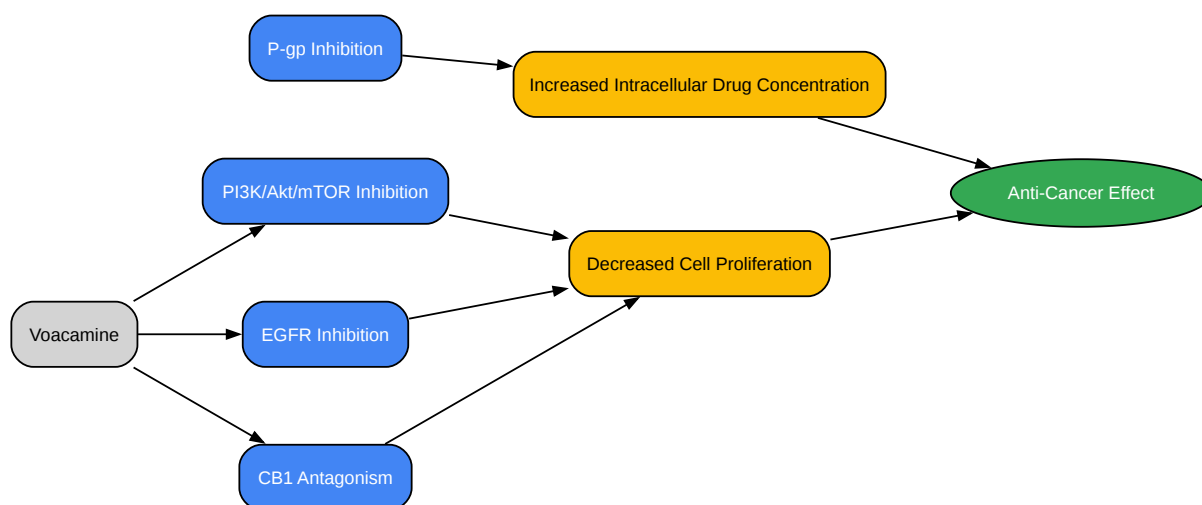 P-gp Inhibition
Increased Intracellular Drug Concentration
PI3K/Akt/mTOR Inhibition
Anti-Cancer Effect
Decreased Cell Proliferation
Voacamine
EGFR Inhibition
CB1 Antagonism